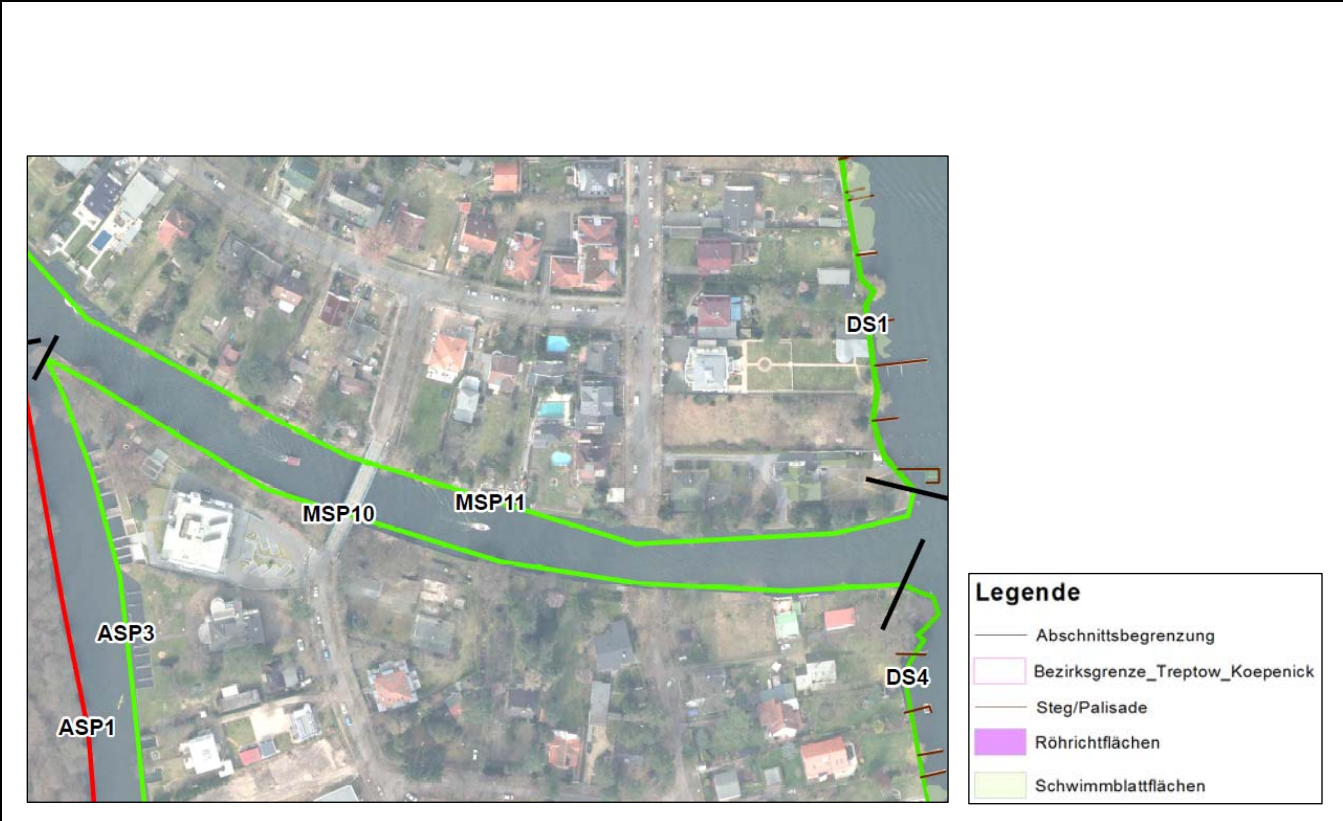 DS1
MSP11
MSP10
ASP3
DS4
ASP1
Legende
Abschnittsbegrenzung
Bezirksgrenze_Treptow_Koepenick
Steg/Palisade
Röhrichtflächen
Schwimmblattflächen